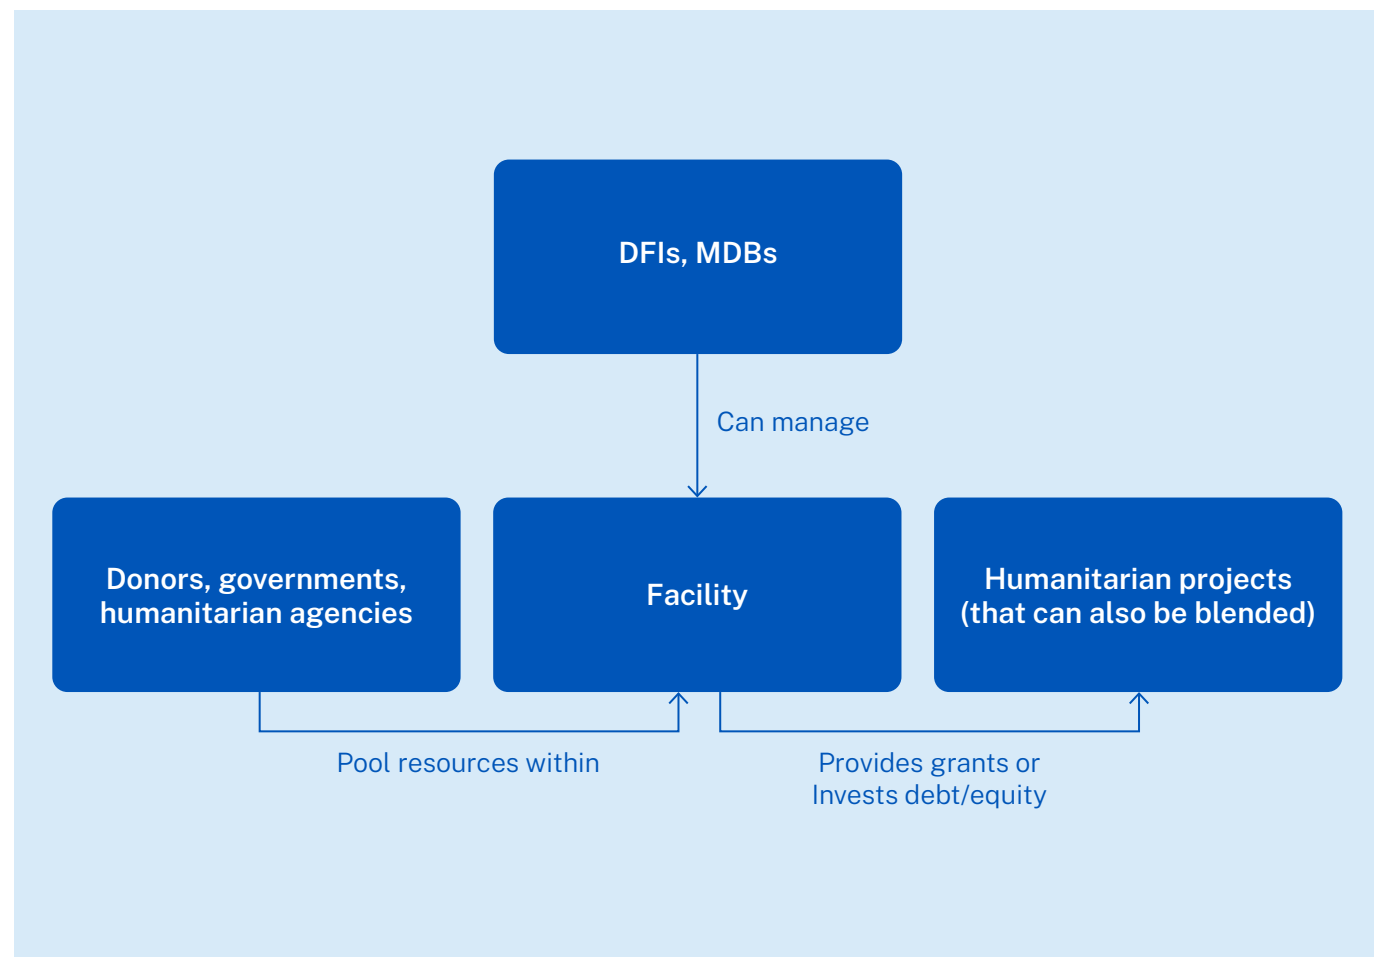 DFIs, MDBs
Can manage
Donors, governments,
humanitarian agencies
Facility
Humanitarian projects
(that can also be blended)
Pool resources within
Provides grants or
Invests debt/equity